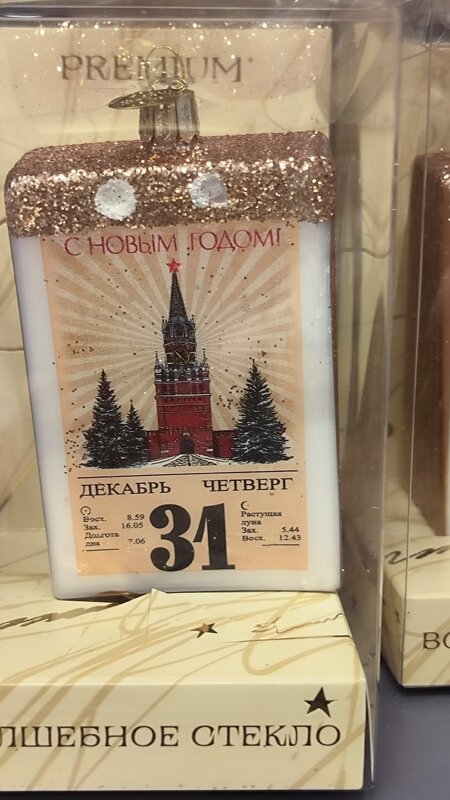 PREMIUM
С НОВЫМ ГОДОМ!
ДЕКАБРЬ ЧЕТВЕРГ
Восх. 8.59
Зах. 16.05
Долгота
дня 7.06
31
Растущая
луна
Зах. 5.44
Восх. 12.43
ЛШЕБНОЕ СТЕКЛО
ВО